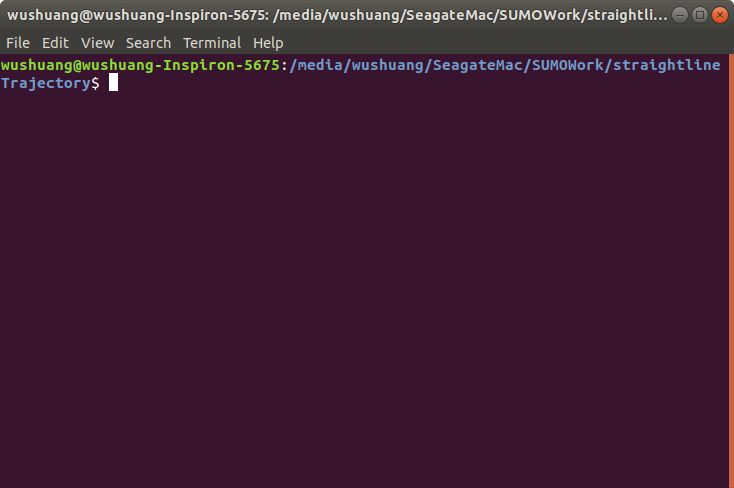 wushuang@wushuang-Inspiron-5675: /media/wushuang/SeagateMac/SUMOWork/straightli...
File Edit View Search Terminal Help
wushuang@wushuang-Inspiron-5675:/media/wushuang/SeagateMac/SUMOWork/straightline
Trajectory$